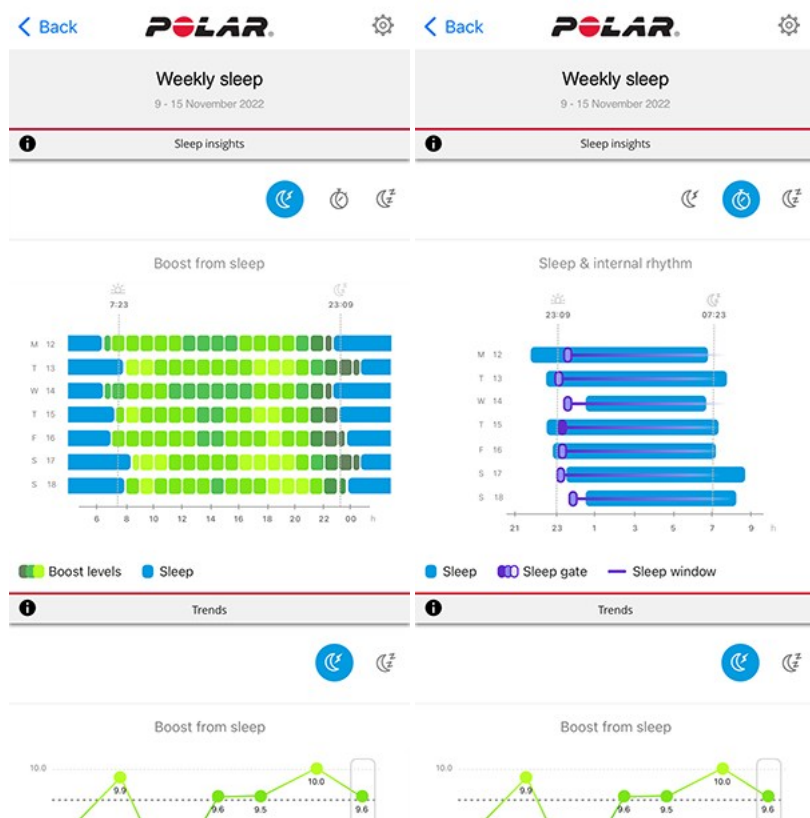 Back
POLAR.
Weekly sleep
9 - 15 November 2022
Sleep insights
Boost from sleep
7:23
23:09
M 12
T 13
W 14
T 15
F 16
S 17
S 18
6 8 10 12 14 16 18 20 22 00 h
Boost levels Sleep
Trends
Boost from sleep
10.0
9.9
9.6
9.5
10.0
9.6
Back
POLAR.
Weekly sleep
9 - 15 November 2022
Sleep insights
Sleep & internal rhythm
23:09
07:23
M 12
T 13
W 14
T 15
F 16
S 17
S 18
21 23 1 3 5 7 9 h
Sleep Sleep gate Sleep window
Trends
Boost from sleep
10.0
9.9
9.6
9.5
10.0
9.6